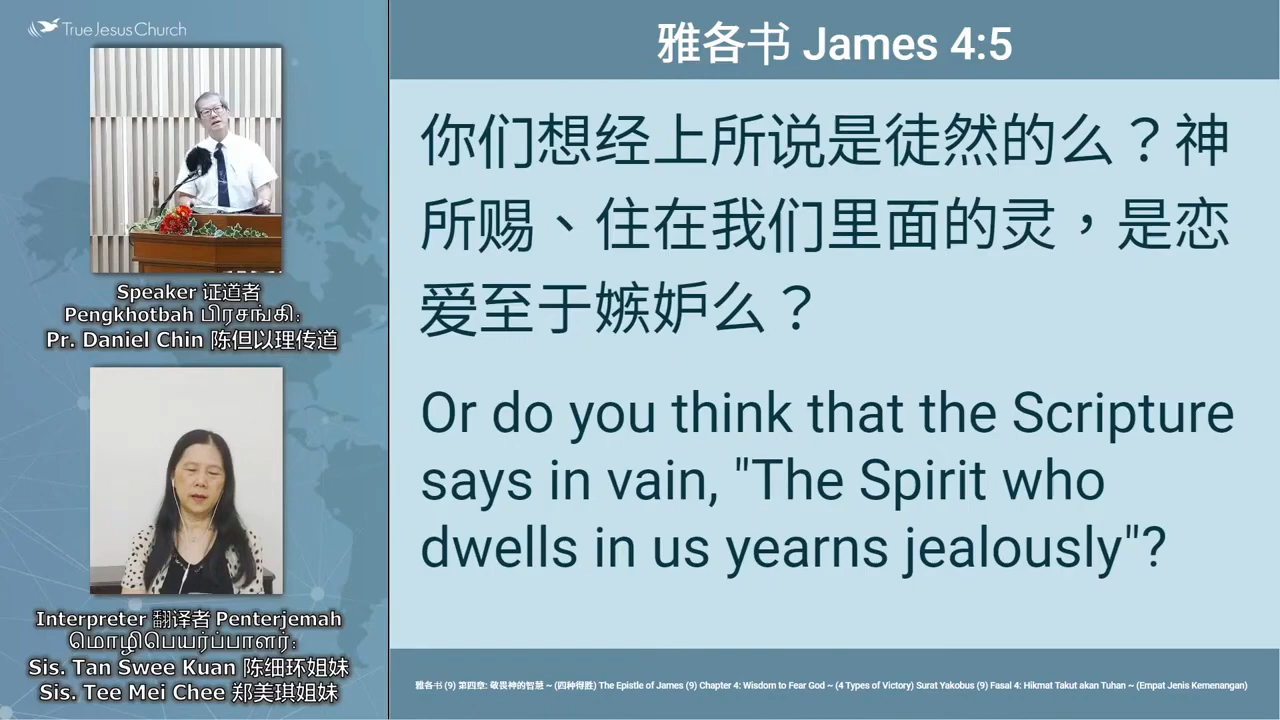 True Jesus Church
Speaker 证道者
Pengkhotbah பிரசங்கி:
Pr. Daniel Chin 陈但以理传道
Interpreter 翻译者 Penterjemah
மொழிபெயர்ப்பாளர்:
Sis. Tan Swee Kuan 陈细环姐妹
Sis. Tee Mei Chee 郑美琪姐妹
雅各书 James 4:5
你们想经上所说是徒然的么？神
所赐、住在我们里面的灵，是恋
爱至于嫉妒么？
Or do you think that the Scripture
says in vain, "The Spirit who
dwells in us yearns jealously"?
雅各书 (9) 第四章: 敬畏神的智慧 ~ (四种得胜) The Epistle of James (9) Chapter 4: Wisdom to Fear God ~ (4 Types of Victory) Surat Yakobus (9) Fasal 4: Hikmat Takut akan Tuhan ~ (Empat Jenis Kemenangan)